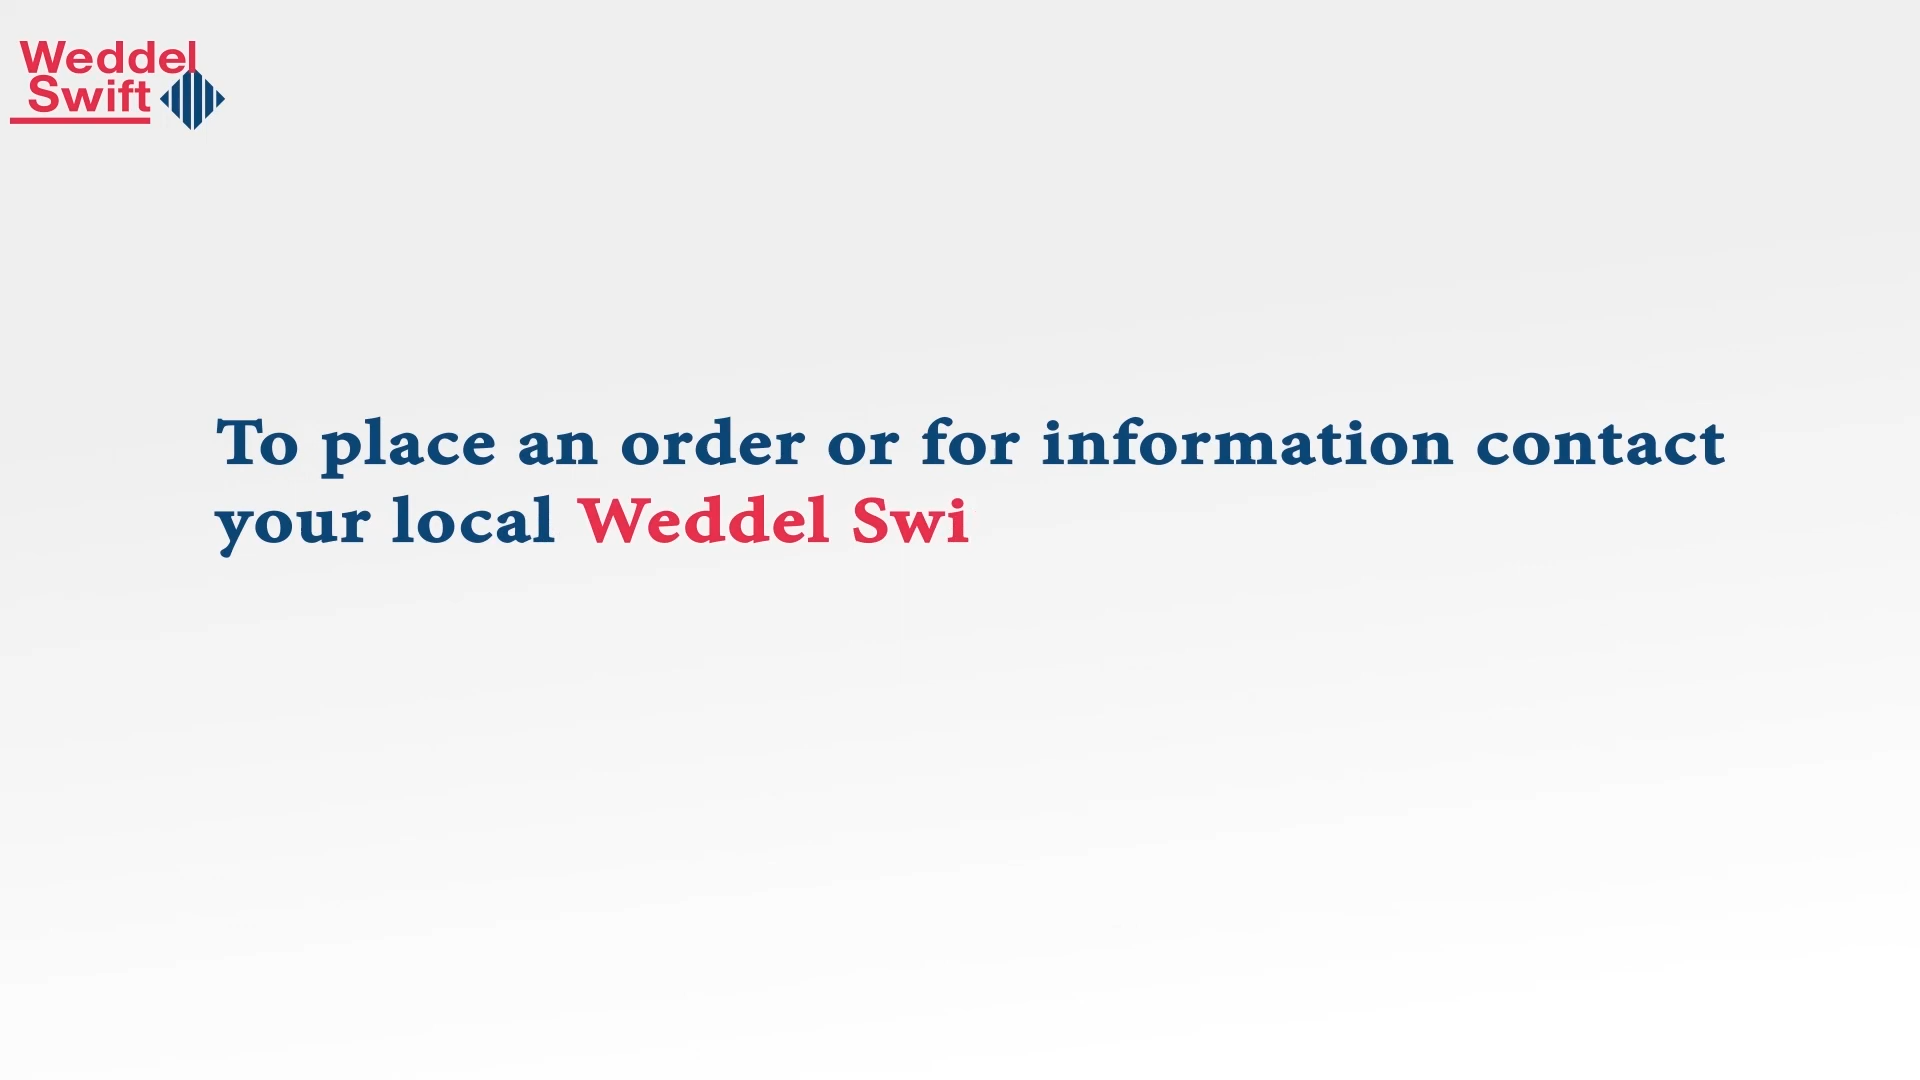 Weddel
Swift
To place an order or for information contact
your local Weddel Swi